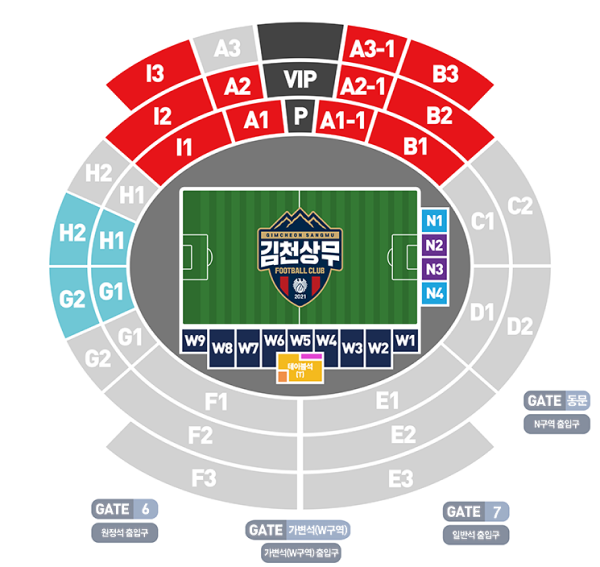 A3
A3-1
I3
VIP
B3
A2
A2-1
I2
P
B2
A1
A1-1
I1
B1
H2
H1
C1
C2
N1
H2
H1
GIMCHEON SANGMU
김천상무
FOOTBALL CLUB
2021
N2
N3
G2
G1
N4
D1
D2
G1
G2
W9
W8
W7
W6
W5
W4
W3
W2
W1
테이블석
(T)
F1
E1
F2
E2
F3
E3
GATE 동문
N구역 출입구
GATE 6
원정석 출입구
GATE 가변석(W구역)
가변석(W구역) 출입구
GATE 7
일반석 출입구